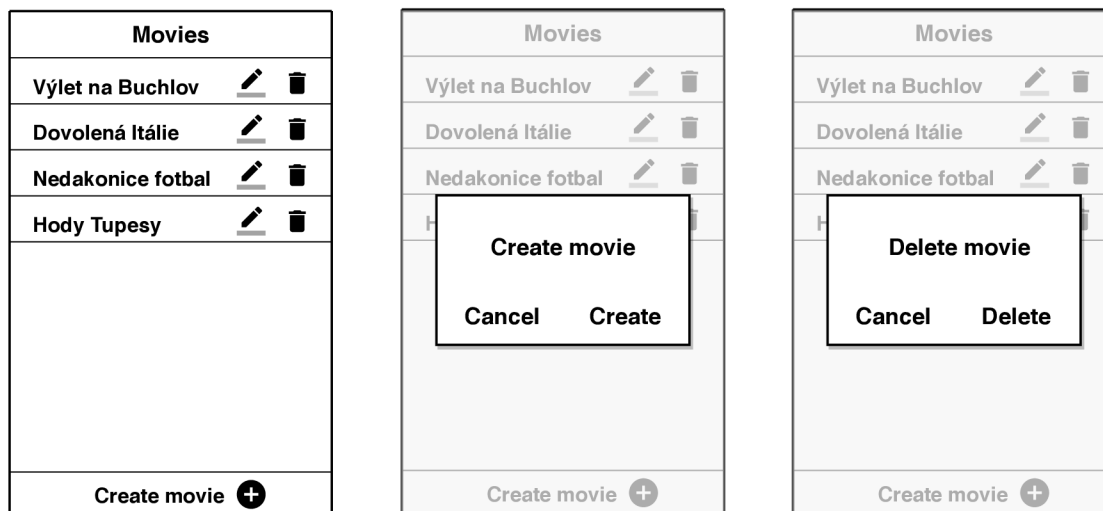 Movies
Výlet na Buchlov
Dovolená Itálie
Nedakonice fotbal
Hody Tupesy
Create movie
Movies
Výlet na Buchlov
Dovolená Itálie
Nedakonice fotbal
H
Create movie
Cancel Create
Create movie
Movies
Výlet na Buchlov
Dovolená Itálie
Nedakonice fotbal
H
Delete movie
Cancel Delete
Create movie